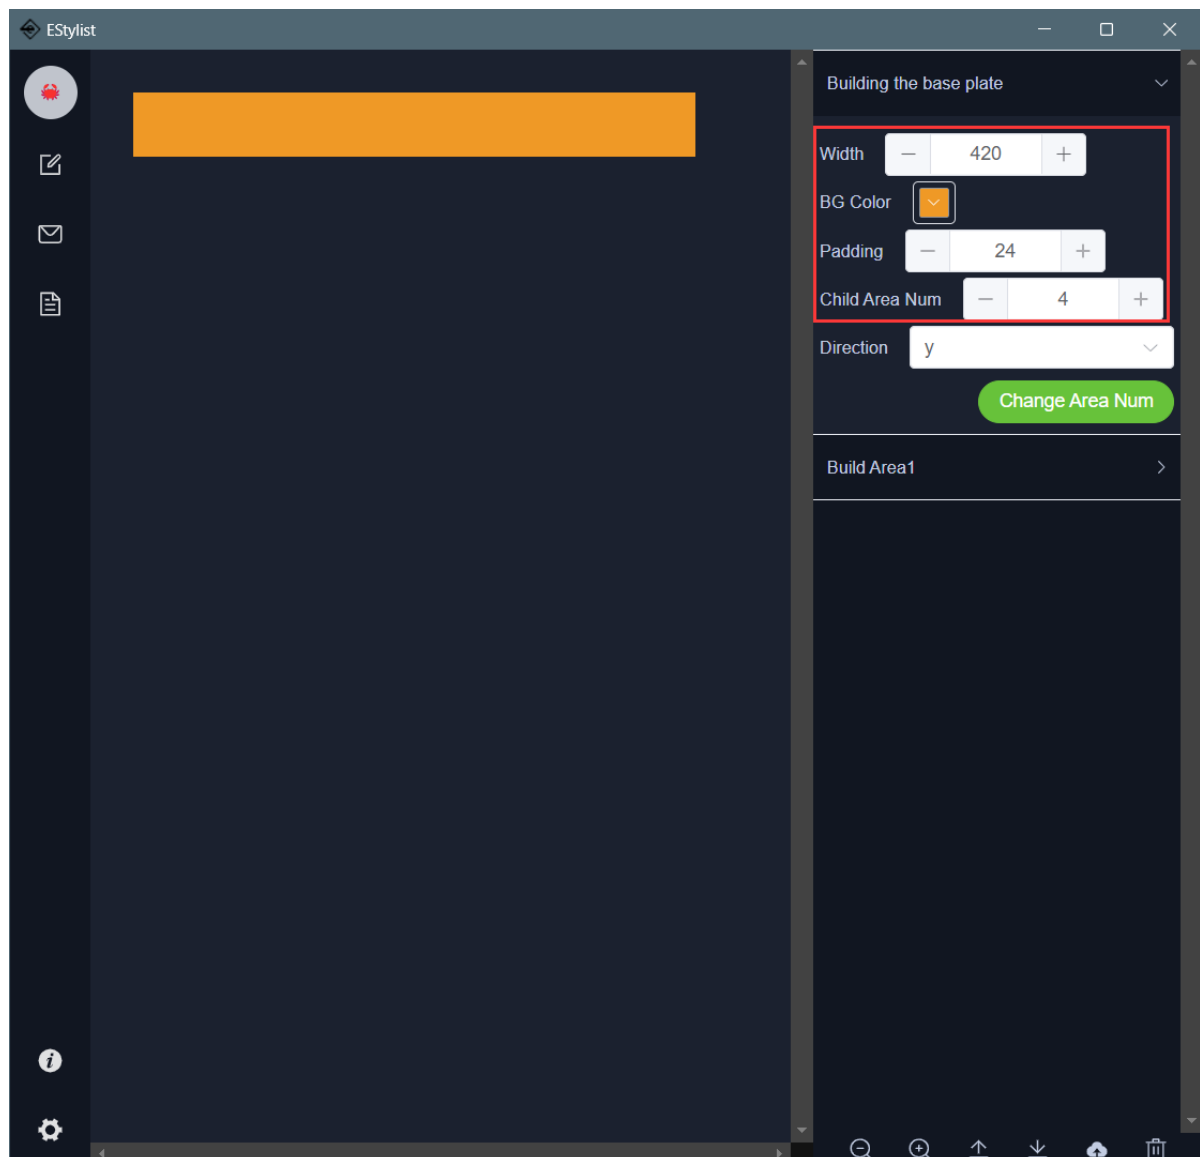 EStylist
Building the base plate
Width 420
BG Color
Padding 24
Child Area Num 4
Direction y
Change Area Num
Build Area1